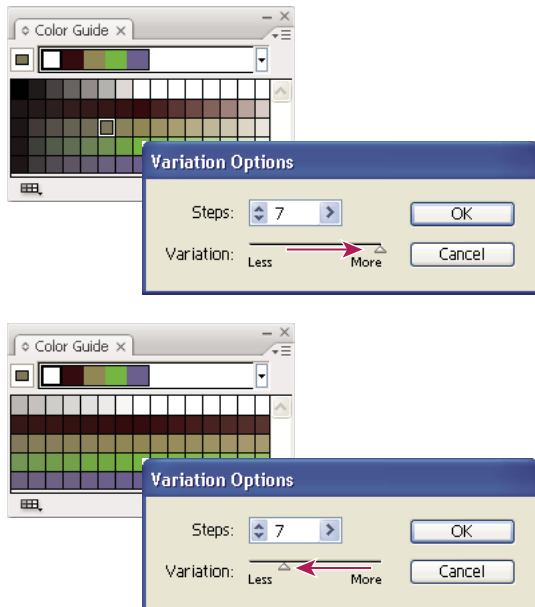 Color Guide
Variation Options
Steps: 7 OK
Variation: Less More Cancel
Color Guide
Variation Options
Steps: 7 OK
Variation: Less More Cancel